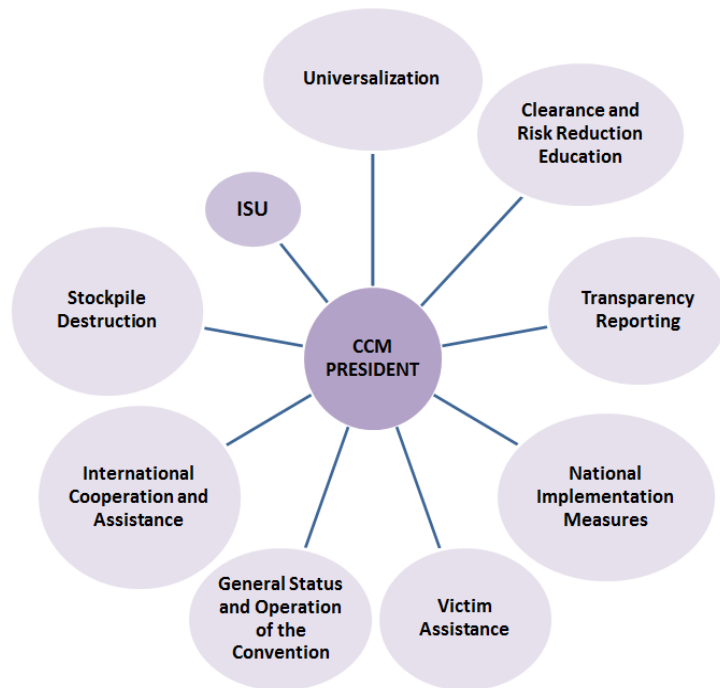 Universalization
Clearance and
Risk Reduction
Education
ISU
Stockpile
Destruction
Transparency
Reporting
CCM
PRESIDENT
International
Cooperation and
Assistance
National
Implementation
Measures
General Status
and Operation
of the
Convention
Victim
Assistance